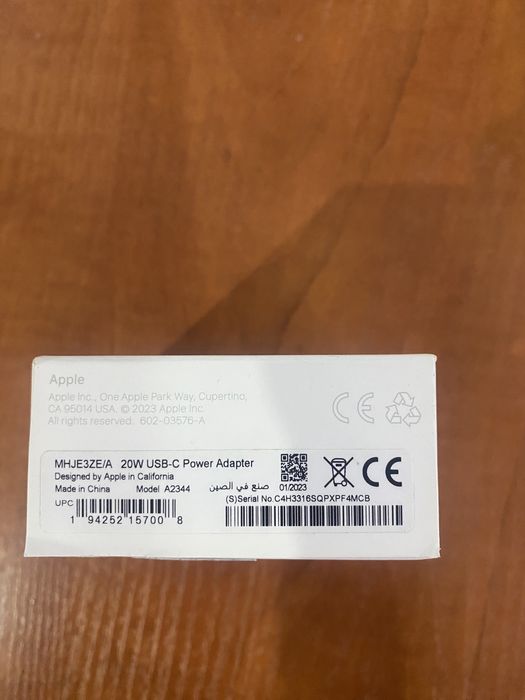 Apple
Apple Inc., One Apple Park Way, Cupertino,
CA 95014 USA. © 2023 Apple Inc.
All rights reserved. 602-03576-A
MHJE3ZE/A 20W USB-C Power Adapter
Designed by Apple in California
Made in China Model A2344 صنع في الصين 01/2023
(S)Serial No.C4H3316SQPXPF4MCB
UPC
1 94252 15700 8